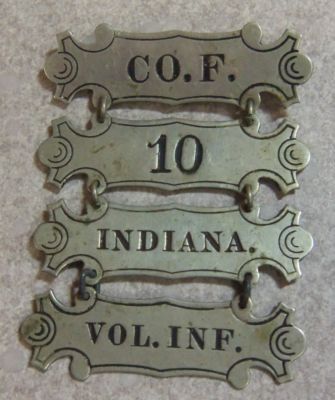 CO. F.
10
INDIANA.
VOL. INF.